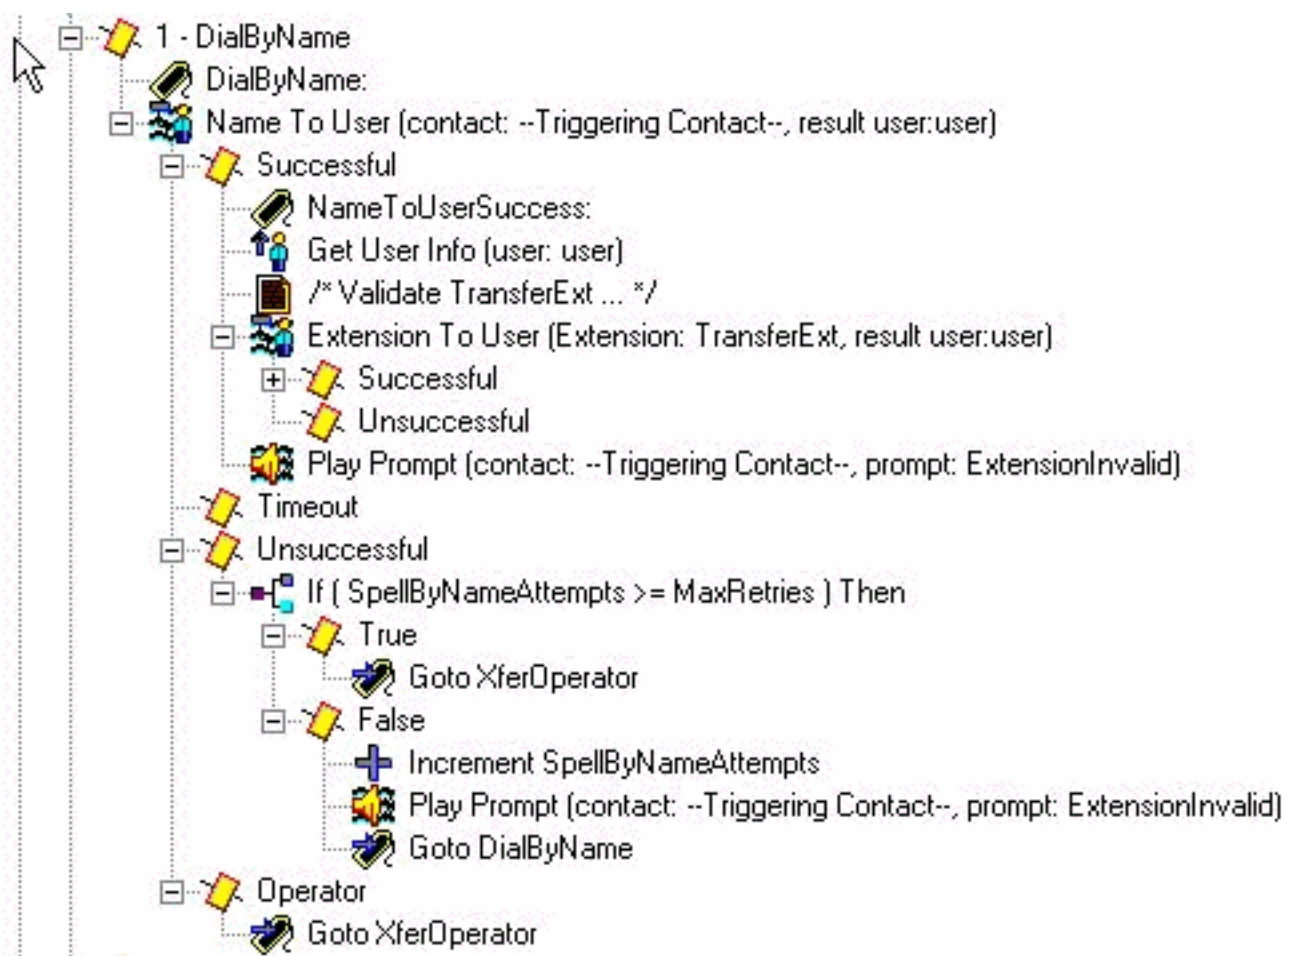 1 - DialByName
DialByName:
Name To User (contact: --Triggering Contact--, result user:user)
Successful
NameToUserSuccess:
Get User Info (user: user)
/* Validate TransferExt ... */
Extension To User (Extension: TransferExt, result user:user)
Successful
Unsuccessful
Play Prompt (contact: --Triggering Contact--, prompt: ExtensionInvalid)
Timeout
Unsuccessful
If ( SpellByNameAttempts >= MaxRetries ) Then
True
Goto XferOperator
False
Increment SpellByNameAttempts
Play Prompt (contact: --Triggering Contact--, prompt: ExtensionInvalid)
Goto DialByName
Operator
Goto XferOperator